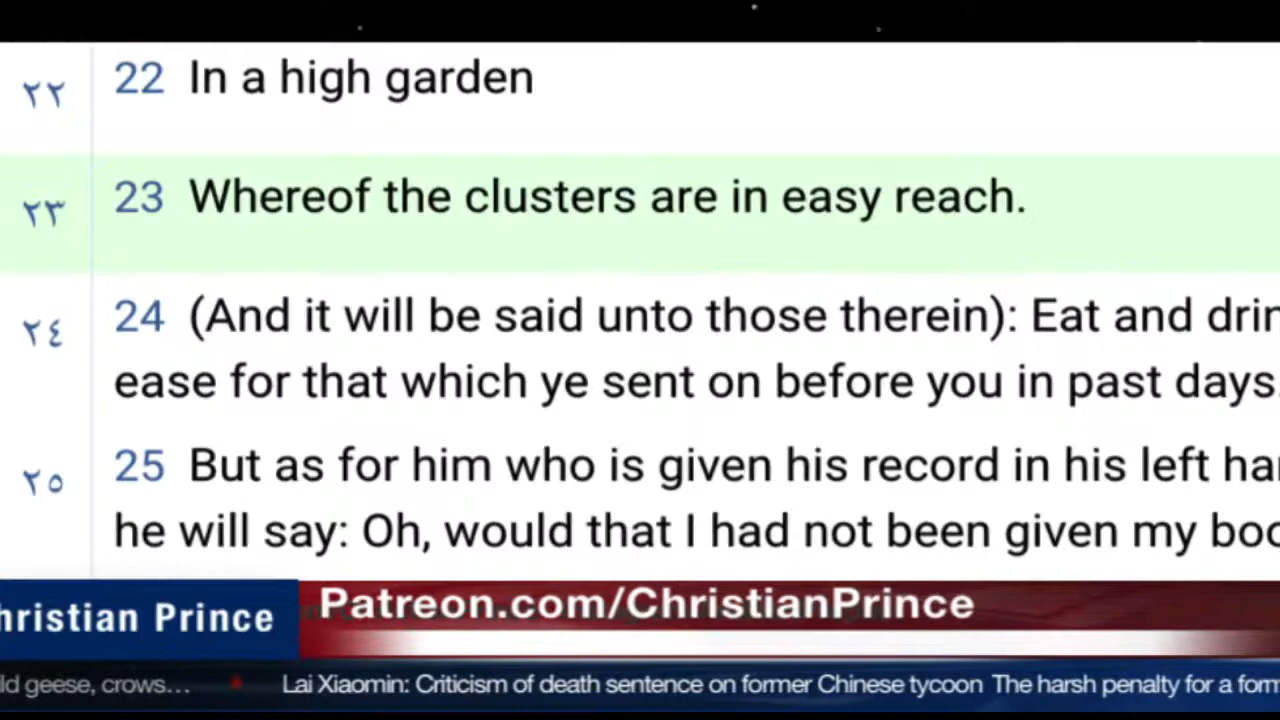 ٢٢ 22 In a high garden
٢٣ 23 Whereof the clusters are in easy reach.
٢٤ 24 (And it will be said unto those therein): Eat and drin
ease for that which ye sent on before you in past days.
٢٥ 25 But as for him who is given his record in his left han
he will say: Oh, would that I had not been given my boo
hristian Prince
Patreon.com/ChristianPrince
ld geese, crows... Lai Xiaomin: Criticism of death sentence on former Chinese tycoon The harsh penalty for a form